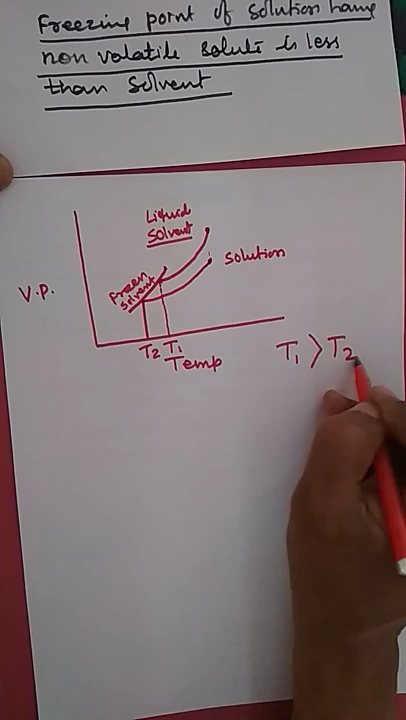 Freezing point of solution having
non volatile solute is less
than solvent
Liquid
solvent
Frozen
solvent
solution
V.P.
T2 T1
Temp
T1 > T2